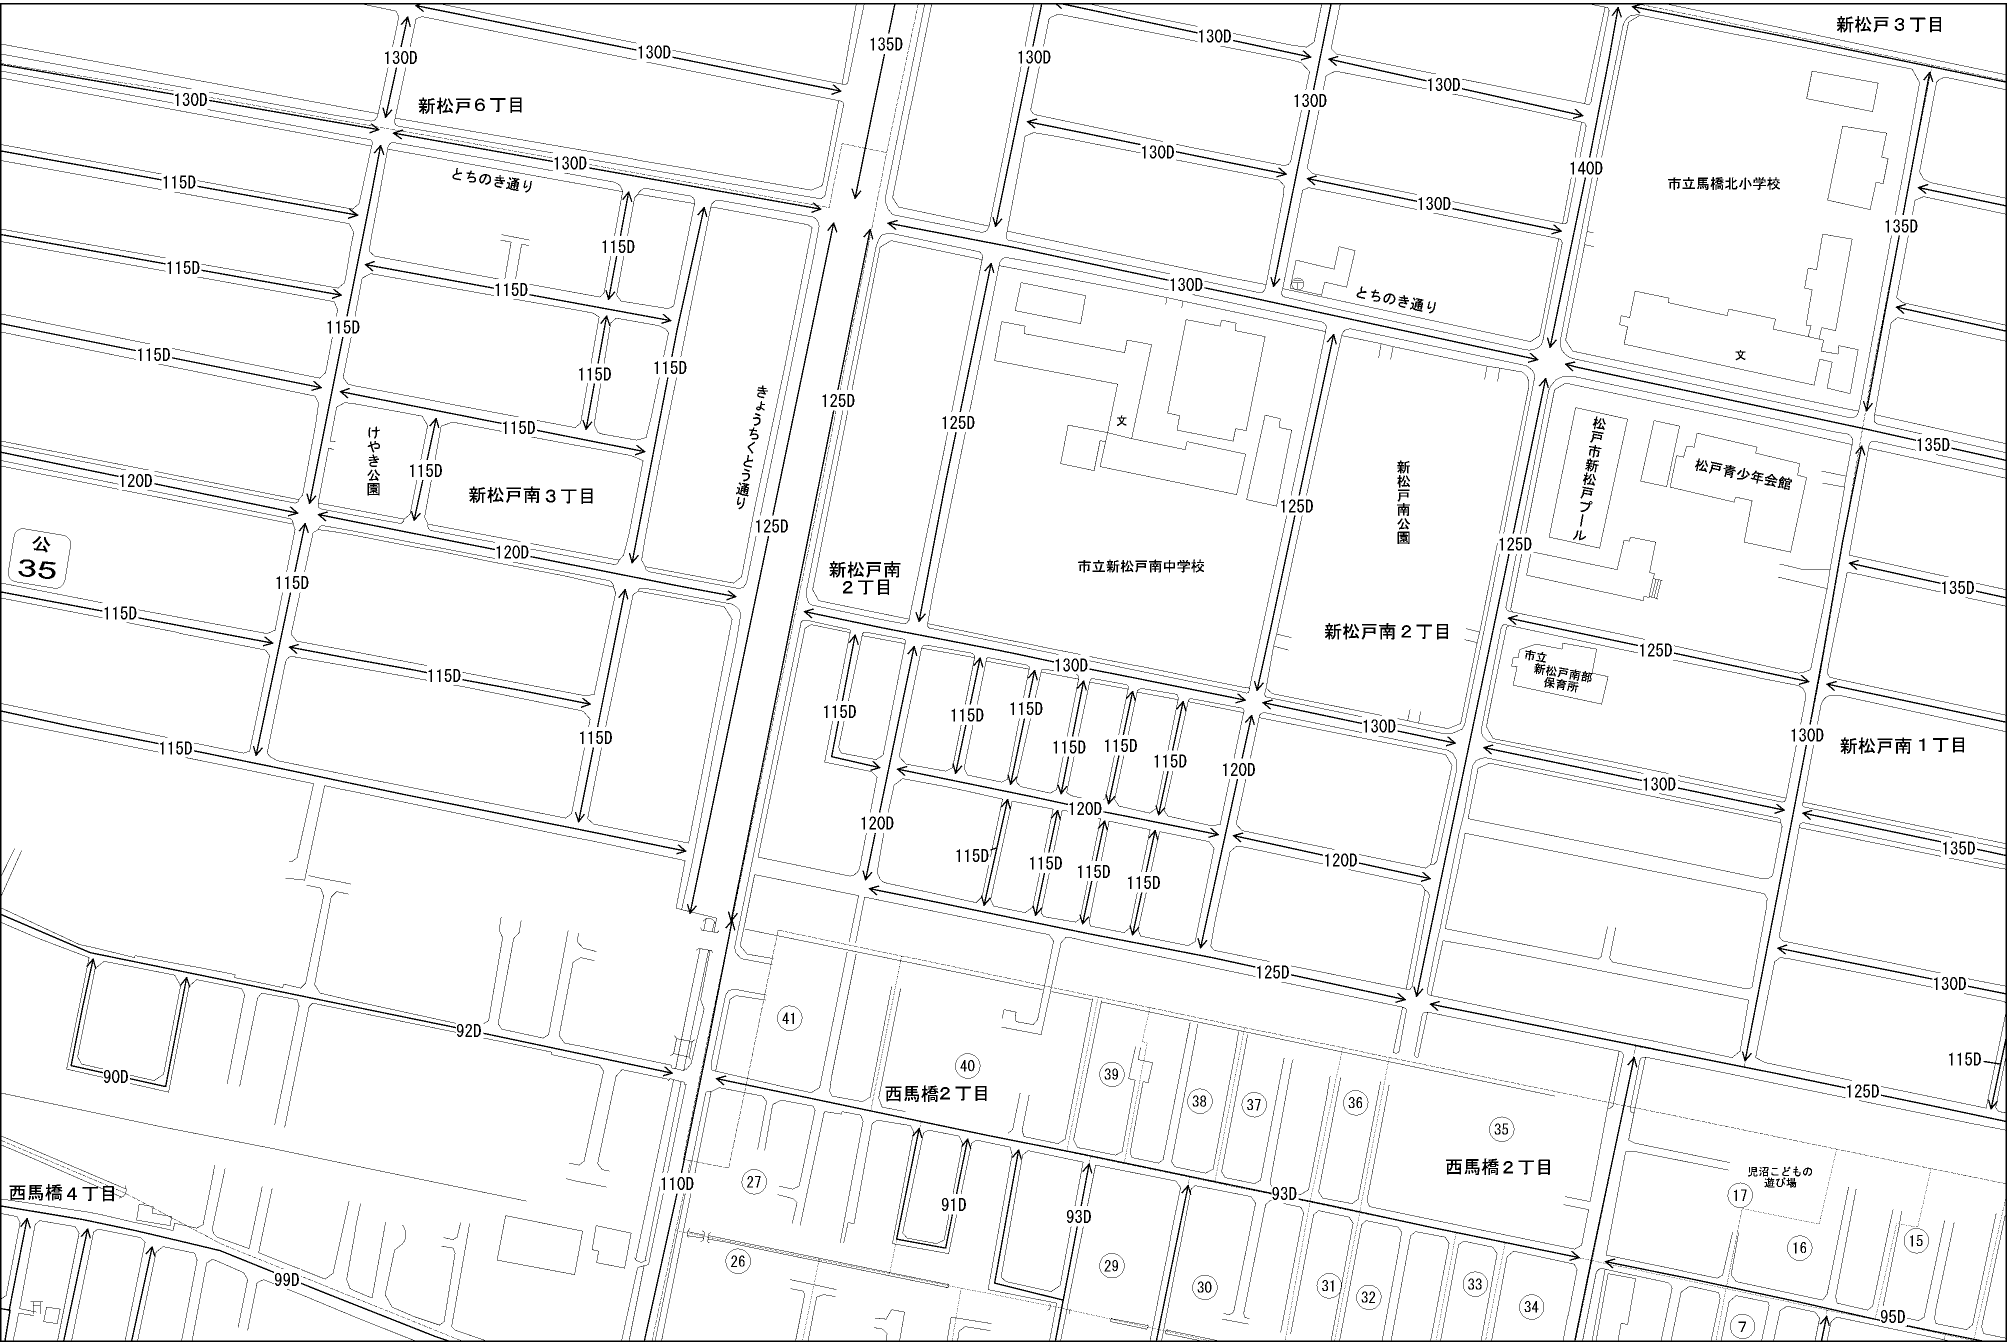 新松戸３丁目
130D
130D
135D
130D
130D
130D
130D
新松戸６丁目
130D
130D
130D
とちのき通り
115D
130D
130D
140D
市立馬橋北小学校
135D
115D
115D
115D
130D
とちのき通り
115D
115D
115D
115D
115D
きょうちくとう通り
125D
125D
文
文
115D
けやき公園
115D
新松戸南３丁目
120D
125D
125D
新松戸南公園
松戸市新松戸プール
松戸青少年会館
135D
公
35
120D
115D
新松戸南
２丁目
市立新松戸南中学校
125D
135D
115D
115D
新松戸南２丁目
130D
125D
市立
新松戸南部
保育所
115D
115D
115D
115D
115D
115D
115D
115D
130D
130D
新松戸南１丁目
120D
130D
120D
120D
115D
115D
115D
115D
120D
135D
125D
130D
92D
90D
41
40
西馬橋２丁目
39
38
37
36
35
西馬橋２丁目
115D
125D
西馬橋４丁目
110D
27
91D
93D
93D
児沼こどもの
遊び場
17
16
15
99D
26
29
30
31
32
33
34
7
95D